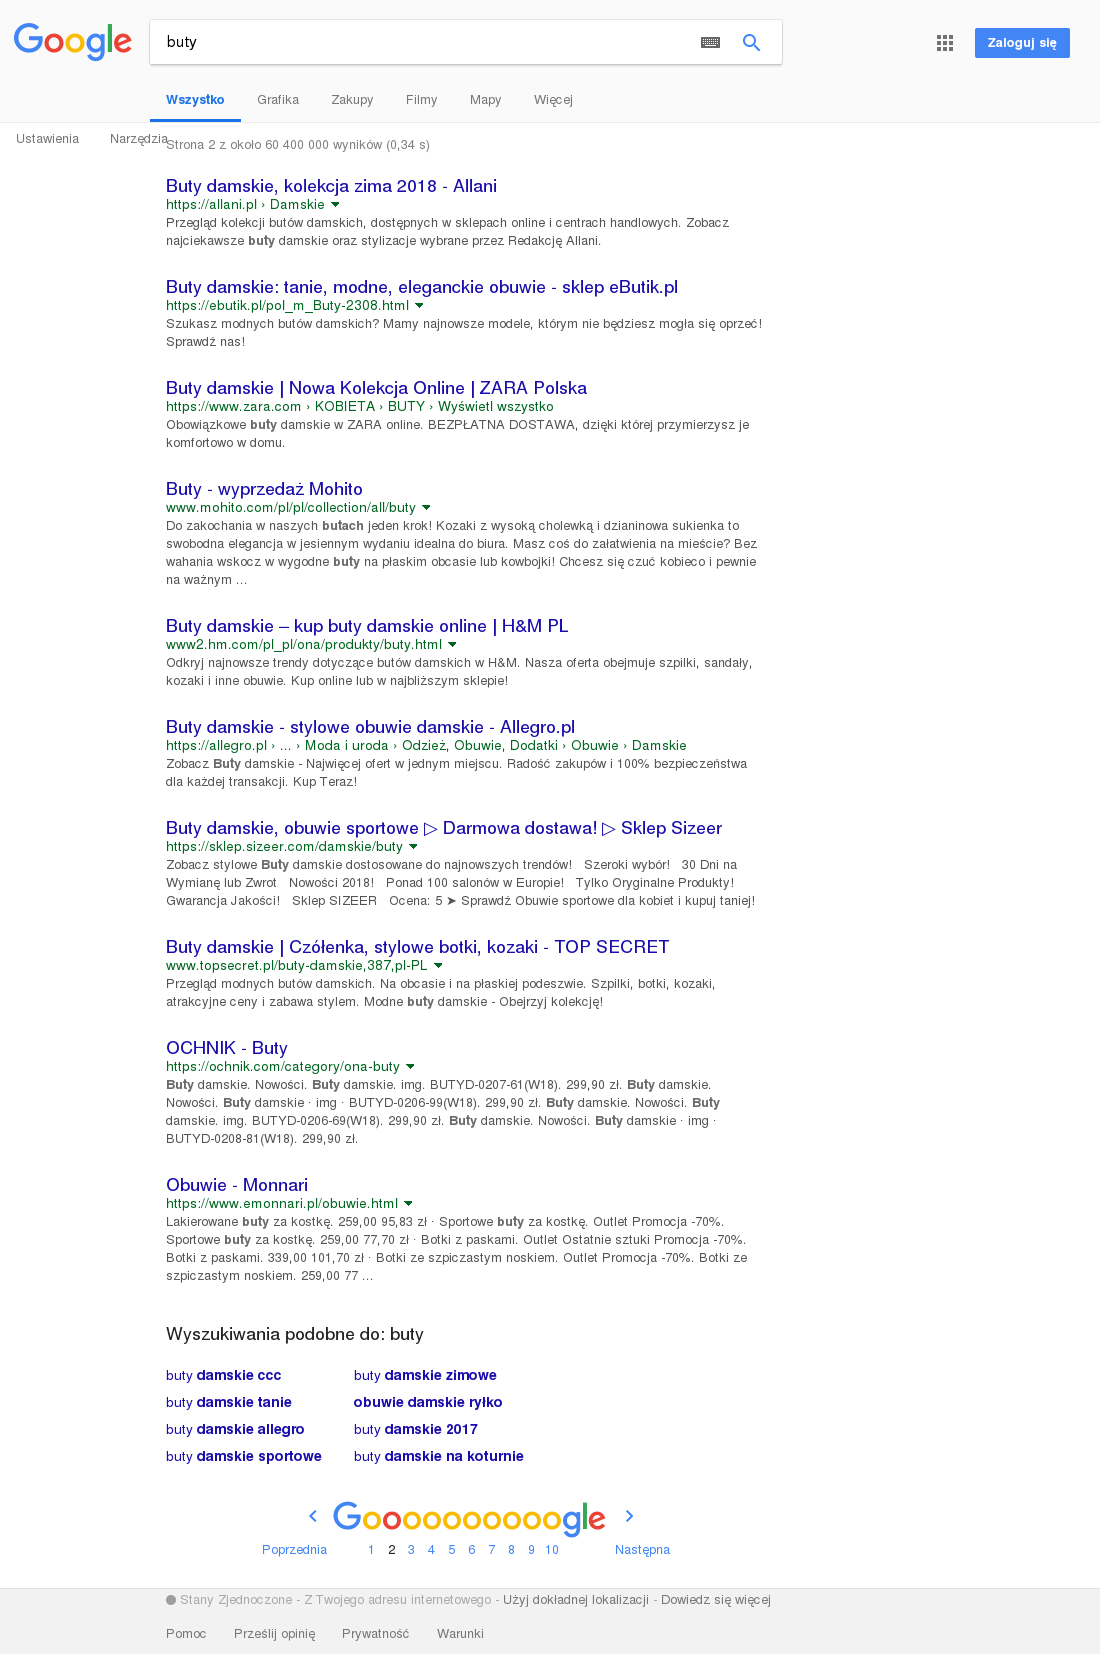 Google
buty
Zaloguj się
Wszystko Grafika Zakupy Filmy Mapy Więcej
Ustawienia Narzędzia
Strona 2 z około 60 400 000 wyników (0,34 s)
Buty damskie, kolekcja zima 2018 - Allani
https://allani.pl › Damskie
Przegląd kolekcji butów damskich, dostępnych w sklepach online i centrach handlowych. Zobacz
najciekawsze buty damskie oraz stylizacje wybrane przez Redakcję Allani.
Buty damskie: tanie, modne, eleganckie obuwie - sklep eButik.pl
https://ebutik.pl/pol_m_Buty-2308.html
Szukasz modnych butów damskich? Mamy najnowsze modele, którym nie będziesz mogła się oprzeć!
Sprawdź nas!
Buty damskie | Nowa Kolekcja Online | ZARA Polska
https://www.zara.com › KOBIETA › BUTY › Wyświetl wszystko
Obowiązkowe buty damskie w ZARA online. BEZPŁATNA DOSTAWA, dzięki której przymierzysz je
komfortowo w domu.
Buty - wyprzedaż Mohito
www.mohito.com/pl/pl/collection/all/buty
Do zakochania w naszych butach jeden krok! Kozaki z wysoką cholewką i dzianinowa sukienka to
swobodna elegancja w jesiennym wydaniu idealna do biura. Masz coś do załatwienia na mieście? Bez
wahania wskocz w wygodne buty na płaskim obcasie lub kowbojki! Chcesz się czuć kobieco i pewnie
na ważnym ...
Buty damskie – kup buty damskie online | H&M PL
www2.hm.com/pl_pl/ona/produkty/buty.html
Odkryj najnowsze trendy dotyczące butów damskich w H&M. Nasza oferta obejmuje szpilki, sandały,
kozaki i inne obuwie. Kup online lub w najbliższym sklepie!
Buty damskie - stylowe obuwie damskie - Allegro.pl
https://allegro.pl › ... › Moda i uroda › Odzież, Obuwie, Dodatki › Obuwie › Damskie
Zobacz Buty damskie - Najwięcej ofert w jednym miejscu. Radość zakupów i 100% bezpieczeństwa
dla każdej transakcji. Kup Teraz!
Buty damskie, obuwie sportowe ▷ Darmowa dostawa! ▷ Sklep Sizeer
https://sklep.sizeer.com/damskie/buty
Zobacz stylowe Buty damskie dostosowane do najnowszych trendów! Szeroki wybór! 30 Dni na
Wymianę lub Zwrot Nowości 2018! Ponad 100 salonów w Europie! Tylko Oryginalne Produkty!
Gwarancja Jakości! Sklep SIZEER Ocena: 5 ➤ Sprawdź Obuwie sportowe dla kobiet i kupuj taniej!
Buty damskie | Czółenka, stylowe botki, kozaki - TOP SECRET
www.topsecret.pl/buty-damskie,387,pl-PL
Przegląd modnych butów damskich. Na obcasie i na płaskiej podeszwie. Szpilki, botki, kozaki,
atrakcyjne ceny i zabawa stylem. Modne buty damskie - Obejrzyj kolekcję!
OCHNIK - Buty
https://ochnik.com/category/ona-buty
Buty damskie. Nowości. Buty damskie. img. BUTYD-0207-61(W18). 299,90 zł. Buty damskie.
Nowości. Buty damskie · img · BUTYD-0206-99(W18). 299,90 zł. Buty damskie. Nowości. Buty
damskie. img. BUTYD-0206-69(W18). 299,90 zł. Buty damskie. Nowości. Buty damskie · img ·
BUTYD-0208-81(W18). 299,90 zł.
Obuwie - Monnari
https://www.emonnari.pl/obuwie.html
Lakierowane buty za kostkę. 259,00 95,83 zł · Sportowe buty za kostkę. Outlet Promocja -70%.
Sportowe buty za kostkę. 259,00 77,70 zł · Botki z paskami. Outlet Ostatnie sztuki Promocja -70%.
Botki z paskami. 339,00 101,70 zł · Botki ze szpiczastym noskiem. Outlet Promocja -70%. Botki ze
szpiczastym noskiem. 259,00 77 ...
Wyszukiwania podobne do: buty
buty damskie ccc buty damskie zimowe
buty damskie tanie obuwie damskie ryłko
buty damskie allegro buty damskie 2017
buty damskie sportowe buty damskie na koturnie
Goooooooooogle
Poprzednia 1 2 3 4 5 6 7 8 9 10 Następna
Stany Zjednoczone - Z Twojego adresu internetowego - Użyj dokładnej lokalizacji - Dowiedz się więcej
Pomoc Prześlij opinię Prywatność Warunki